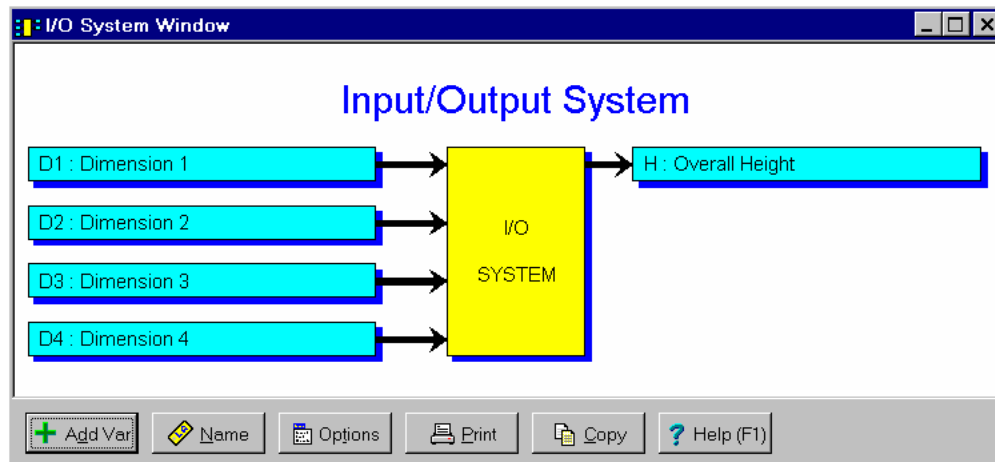 I/O System Window
Input/Output System
D1 : Dimension 1
H : Overall Height
D2 : Dimension 2
I/O
SYSTEM
D3 : Dimension 3
D4 : Dimension 4
Add Var
Name
Options
Print
Copy
? Help (F1)